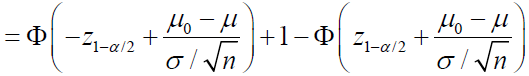 = Φ ( −z_{1−α/2} + (μ₀ − μ) / (σ / √n) ) + 1 − Φ ( z_{1−α/2} + (μ₀ − μ) / (σ / √n) )